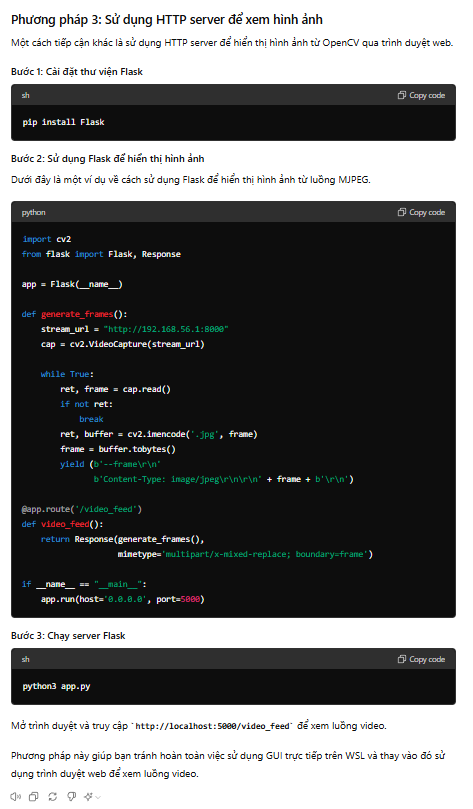 Phương pháp 3: Sử dụng HTTP server để xem hình ảnh
Một cách tiếp cận khác là sử dụng HTTP server để hiển thị hình ảnh từ OpenCV qua trình duyệt web.
Bước 1: Cài đặt thư viện Flask
sh
Copy code
pip install Flask
Bước 2: Sử dụng Flask để hiển thị hình ảnh
Dưới đây là một ví dụ về cách sử dụng Flask để hiển thị hình ảnh từ luồng MJPEG.
python
Copy code
import cv2
from flask import Flask, Response
app = Flask(__name__)
def generate_frames():
    stream_url = "http://192.168.56.1:8000"
    cap = cv2.VideoCapture(stream_url)
    while True:
        ret, frame = cap.read()
        if not ret:
            break
        ret, buffer = cv2.imencode('.jpg', frame)
        frame = buffer.tobytes()
        yield (b'--frame\r\n'
               b'Content-Type: image/jpeg\r\n\r\n' + frame + b'\r\n')
@app.route('/video_feed')
def video_feed():
    return Response(generate_frames(),
                    mimetype='multipart/x-mixed-replace; boundary=frame')
if __name__ == "__main__":
    app.run(host='0.0.0.0', port=5000)
Bước 3: Chạy server Flask
sh
Copy code
python3 app.py
Mở trình duyệt và truy cập `http://localhost:5000/video_feed` để xem luồng video.
Phương pháp này giúp bạn tránh hoàn toàn việc sử dụng GUI trực tiếp trên WSL và thay vào đó sử
dụng trình duyệt web để xem luồng video.